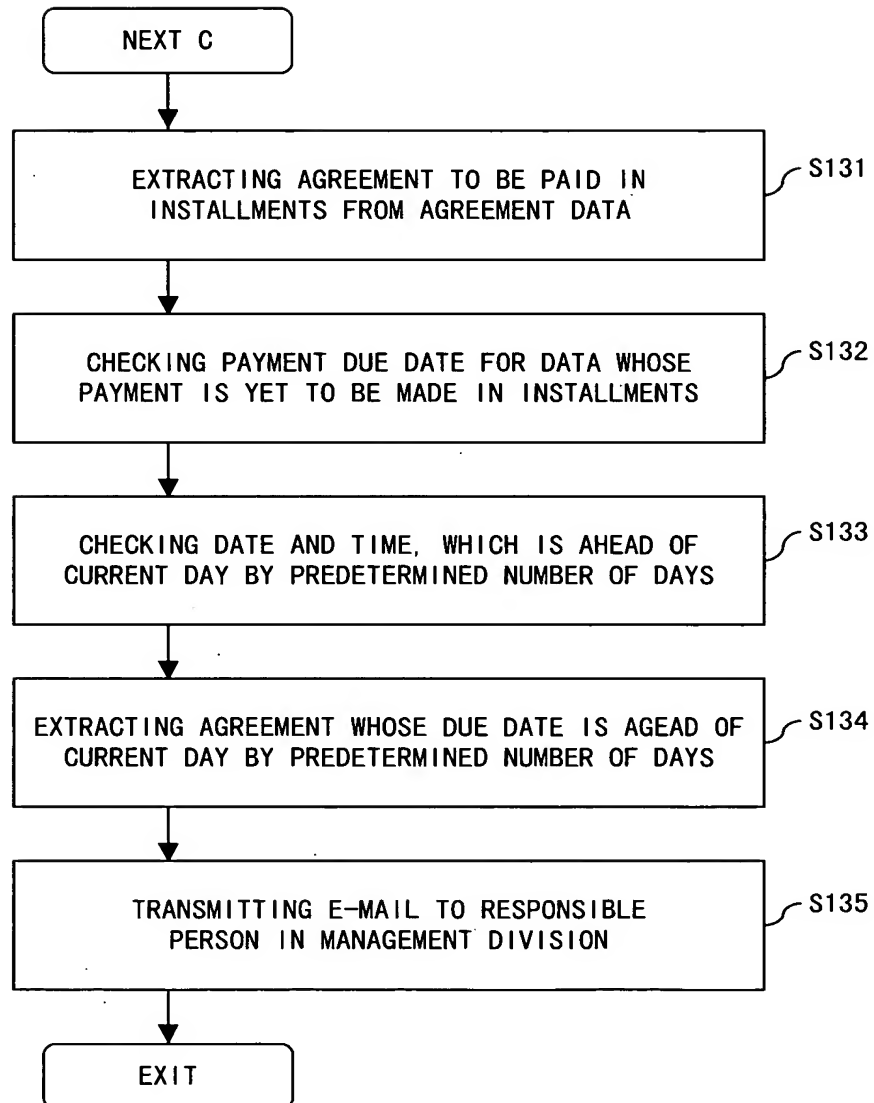 NEXT C
EXTRACTING AGREEMENT TO BE PAID IN
INSTALLMENTS FROM AGREEMENT DATA
S131
CHECKING PAYMENT DUE DATE FOR DATA WHOSE
PAYMENT IS YET TO BE MADE IN INSTALLMENTS
S132
CHECKING DATE AND TIME, WHICH IS AHEAD OF
CURRENT DAY BY PREDETERMINED NUMBER OF DAYS
S133
EXTRACTING AGREEMENT WHOSE DUE DATE IS AGEAD OF
CURRENT DAY BY PREDETERMINED NUMBER OF DAYS
S134
TRANSMITTING E-MAIL TO RESPONSIBLE
PERSON IN MANAGEMENT DIVISION
S135
EXIT